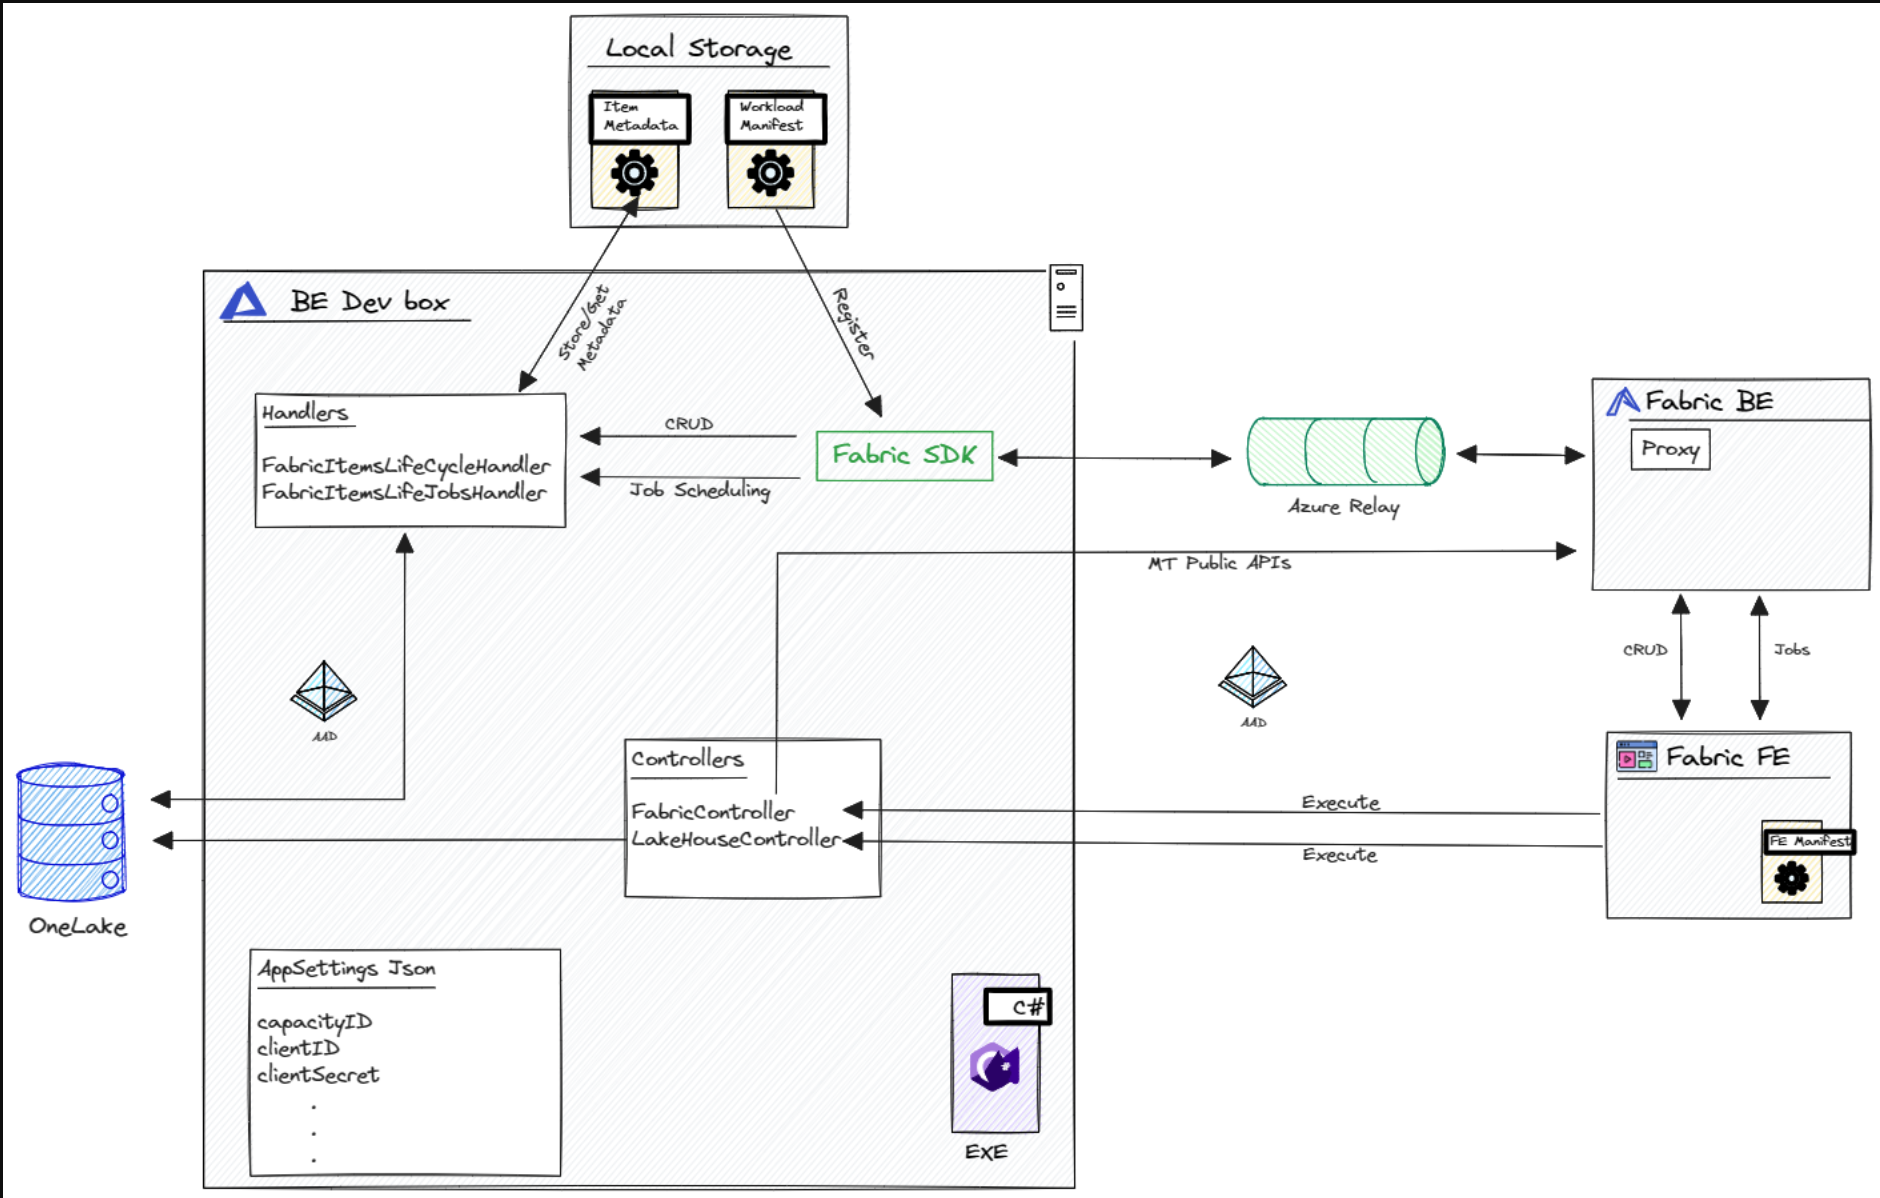 Local Storage
Item
Metadata
Workload
Manifest
BE Dev box
Store/Get
Metadata
Register
Handlers
FabricItemsLifeCycleHandler
FabricItemsLifeJobsHandler
CRUD
Job Scheduling
Fabric SDK
Azure Relay
Fabric BE
Proxy
MT Public APIs
CRUD
Jobs
AAD
AAD
Controllers
FabricController
LakeHouseController
Execute
Execute
Fabric FE
FE Manifest
OneLake
AppSettings Json
capacityID
clientID
clientSecret
.
.
.
C#
EXE